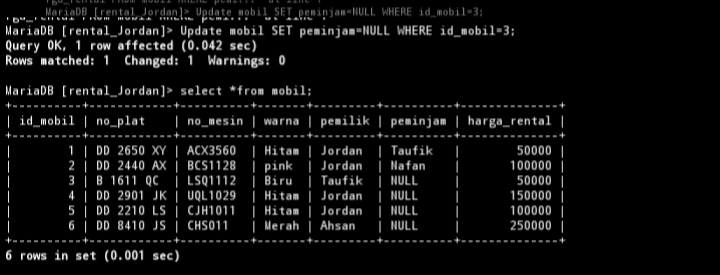 MariaDB [rental_Jordan]> Update mobil SET peminjam=NULL WHERE id_mobil=3;
MariaDB [rental_Jordan]> Update mobil SET peminjam=NULL WHERE id_mobil=3;
Query OK, 1 row affected (0.042 sec)
Rows matched: 1  Changed: 1  Warnings: 0
MariaDB [rental_Jordan]> select *from mobil;
+----------+------------+----------+-------+---------+----------+--------------+
| id_mobil | no_plat    | no_mesin | warna | pemilik | peminjam | harga_rental |
+----------+------------+----------+-------+---------+----------+--------------+
|        1 | DD 2650 XY | ACX3560  | Hitam | Jordan  | Taufik   |        50000 |
|        2 | DD 2440 AX | BCS1128  | pink  | Jordan  | Nafan    |       100000 |
|        3 | B 1611 QC  | LSQ1112  | Biru  | Taufik  | NULL     |        50000 |
|        4 | DD 2901 JK | UQL1029  | Hitam | Jordan  | NULL     |       150000 |
|        5 | DD 2210 LS | CJH1011  | Hitam | Jordan  | NULL     |       100000 |
|        6 | DD 8410 JS | CHS011   | Merah | Ahsan   | NULL     |       250000 |
+----------+------------+----------+-------+---------+----------+--------------+
6 rows in set (0.001 sec)